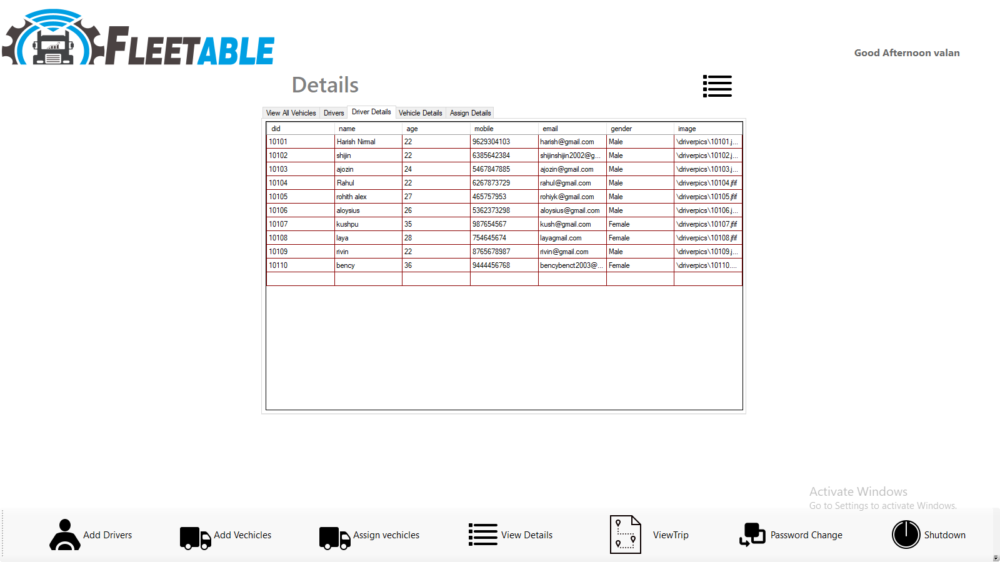 FLEETABLE
Good Afternoon valan
Details
View All Vehicles Drivers Driver Details Vehicle Details Assign Details
did name age mobile email gender image
10101 Harish Nirmal 22 9629304103 harish@gmail.com Male \driverpics\10101.j...
10102 shijin 22 6385642384 shijinshijin2002@g... Male \driverpics\10102.j...
10103 ajozin 24 5467847885 ajozin@gmail.com Male \driverpics\10103.j...
10104 Rahul 22 6267873729 rahul@gmail.com Male \driverpics\10104.jfif
10105 rohith alex 27 465757953 rohiyk@gmail.com Male \driverpics\10105.jfif
10106 aloysius 26 5362373298 aloysius@gmail.com Male \driverpics\10106.j...
10107 kushpu 35 987654567 kush@gmail.com Female \driverpics\10107.jfif
10108 laya 28 754645674 layagmail.com Female \driverpics\10108.jfif
10109 rivin 22 8765678987 rivin@gmail.com Male \driverpics\10109.j...
10110 bency 36 9444456768 bencybenct2003@... Female \driverpics\10110....
Activate Windows
Go to Settings to activate Windows.
Add Drivers Add Vechicles Assign vechicles View Details ViewTrip Password Change Shutdown